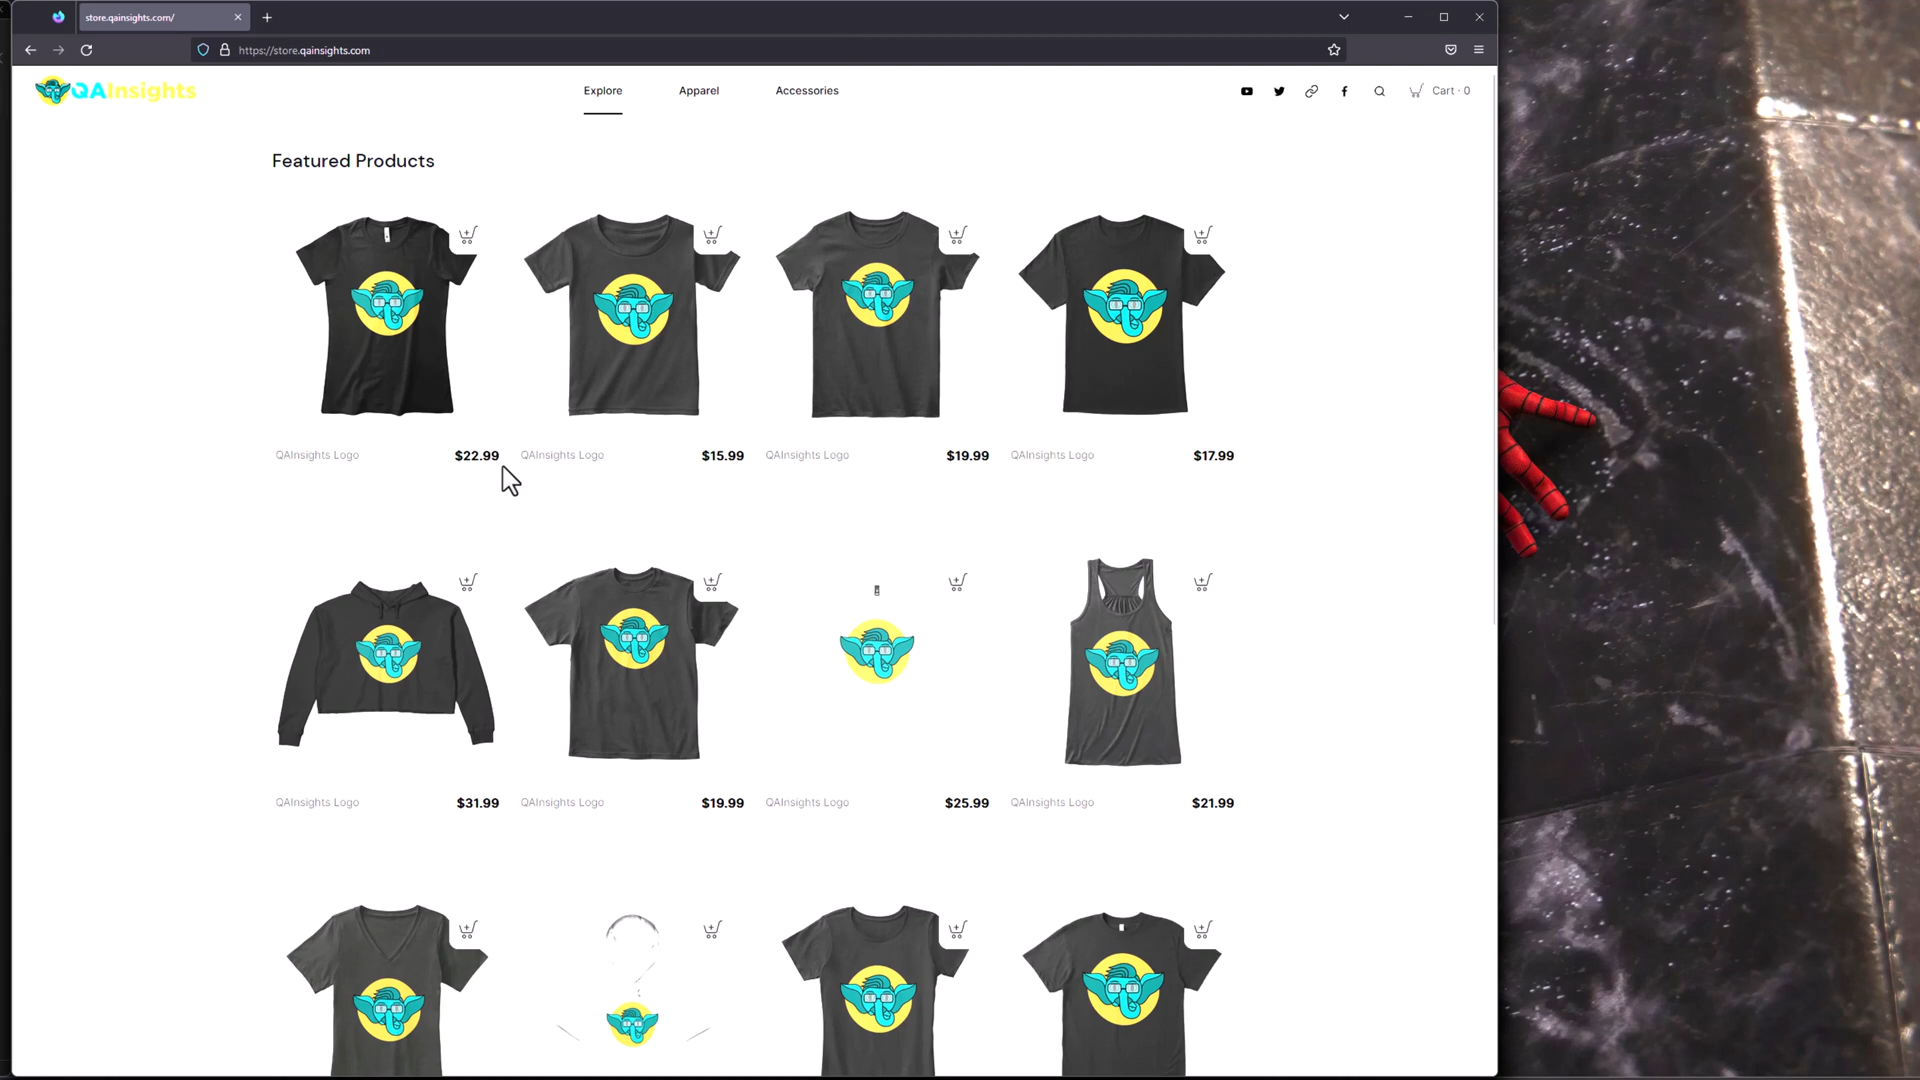 store.qainsights.com/
https://store.qainsights.com
QAInsights
Explore
Apparel
Accessories
Cart · 0
Featured Products
QAInsights Logo $22.99
QAInsights Logo $15.99
QAInsights Logo $19.99
QAInsights Logo $17.99
QAInsights Logo $31.99
QAInsights Logo $19.99
QAInsights Logo $25.99
QAInsights Logo $21.99